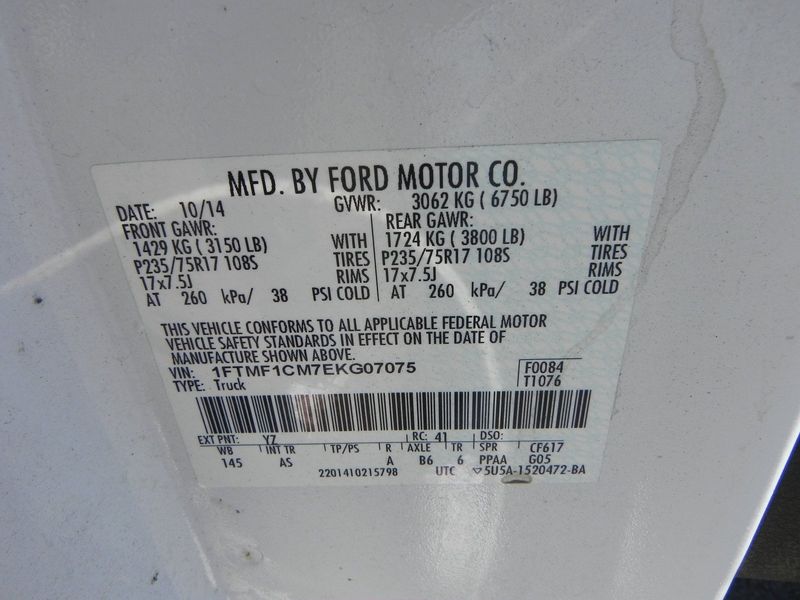 MFD. BY FORD MOTOR CO.
DATE: 10/14 GVWR: 3062 KG ( 6750 LB)
FRONT GAWR: REAR GAWR:
1429 KG ( 3150 LB) WITH 1724 KG ( 3800 LB) WITH
P235/75R17 108S TIRES P235/75R17 108S TIRES
17x7.5J RIMS 17x7.5J RIMS
AT 260 kPa/ 38 PSI COLD AT 260 kPa/ 38 PSI COLD
THIS VEHICLE CONFORMS TO ALL APPLICABLE FEDERAL MOTOR
VEHICLE SAFETY STANDARDS IN EFFECT ON THE DATE OF
MANUFACTURE SHOWN ABOVE.
VIN: 1FTMF1CM7EKG07075 F0084
TYPE: Truck T1076
EXT PNT: YZ RC: 41 DSO:
WB INT TR TP/PS R AXLE TR SPR CF617
145 AS A B6 6 PPAA G05
2201410215798 UTC ▽5U5A-1520472-BA